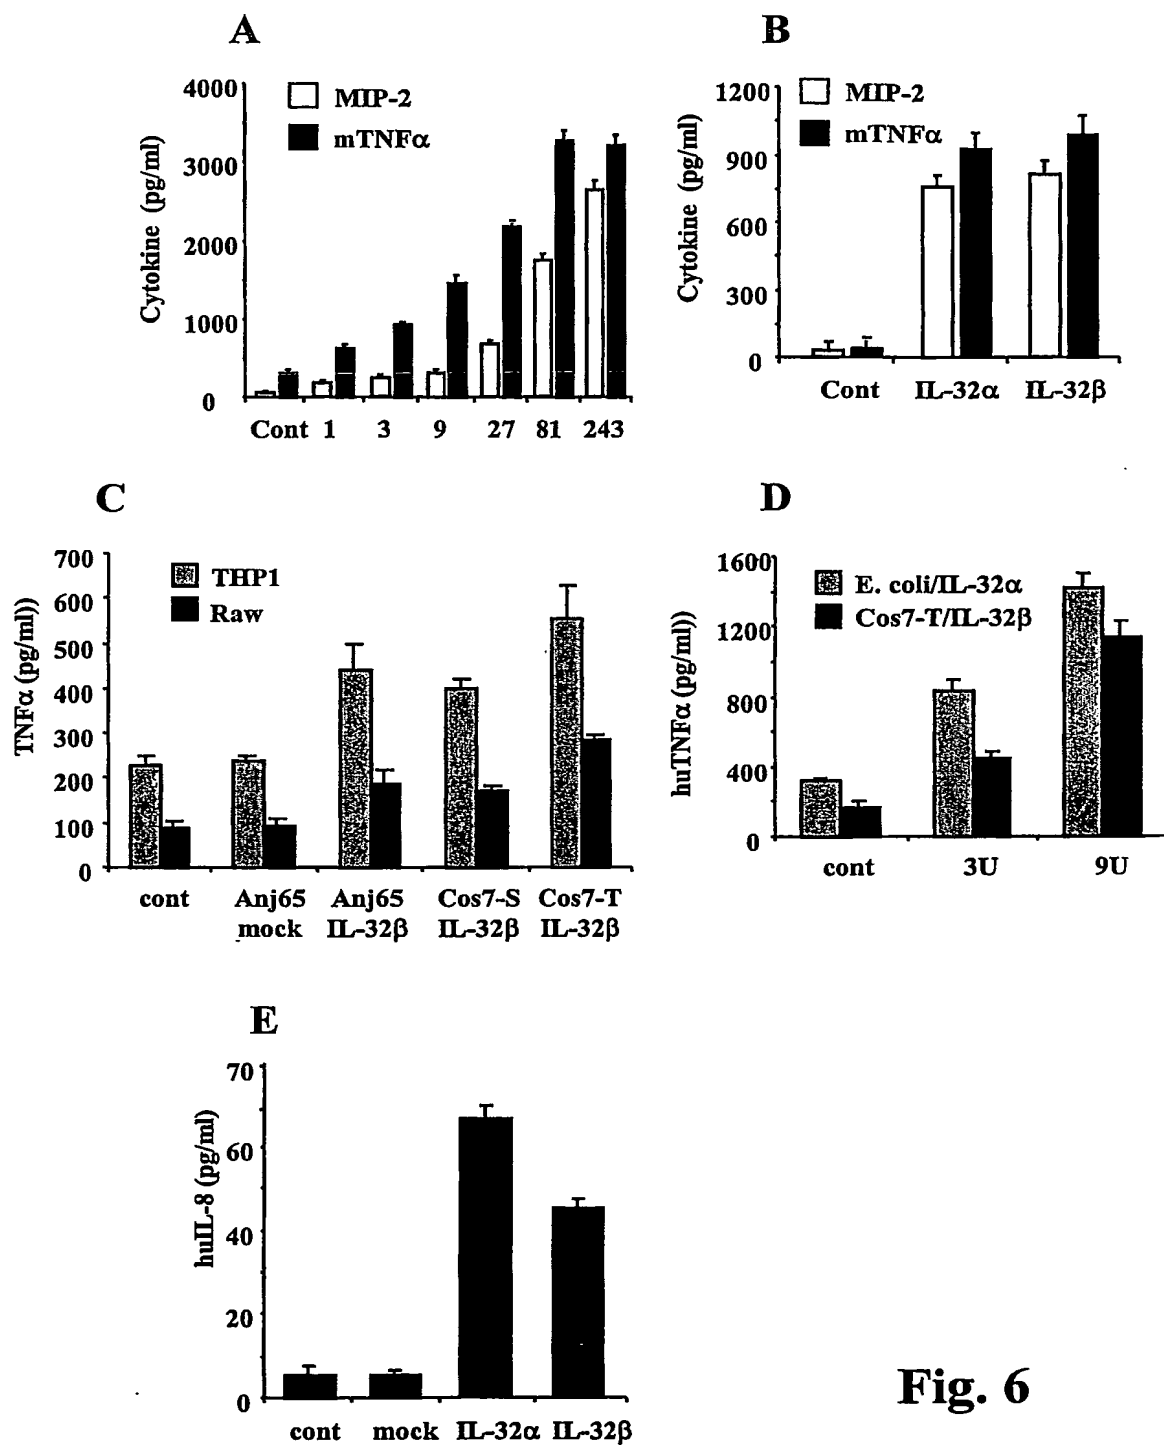 A
4000
3000
2000
1000
0
Cytokine (pg/ml)
MIP-2
mTNFα
Cont 1 3 9 27 81 243
B
1200
900
600
300
0
Cytokine (pg/ml)
MIP-2
mTNFα
Cont IL-32α IL-32β
C
700
600
500
400
300
200
100
0
TNFα (pg/ml))
THP1
Raw
cont Anj65 Anj65 Cos7-S Cos7-T
mock IL-32β IL-32β IL-32β
D
1600
1200
800
400
0
huTNFα (pg/ml))
E. coli/IL-32α
Cos7-T/IL-32β
cont 3U 9U
E
70
60
40
20
0
huIL-8 (pg/ml)
cont mock IL-32α IL-32β
Fig. 6